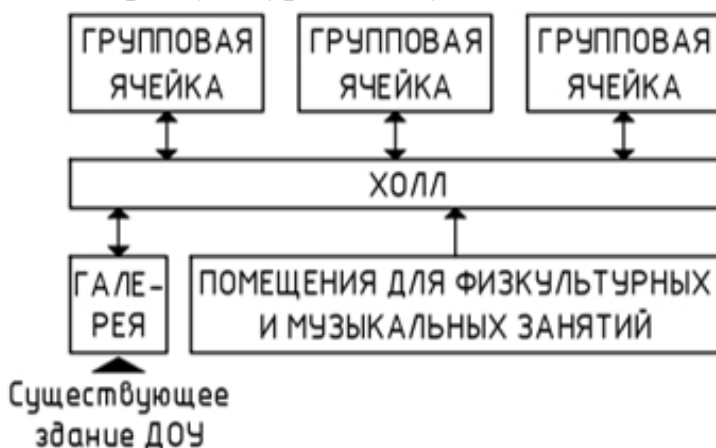 ГРУППОВАЯ
ЯЧЕЙКА
ГРУППОВАЯ
ЯЧЕЙКА
ГРУППОВАЯ
ЯЧЕЙКА
ХОЛЛ
ГАЛЕ-
РЕЯ
ПОМЕЩЕНИЯ ДЛЯ ФИЗКУЛЬТУРНЫХ
И МУЗЫКАЛЬНЫХ ЗАНЯТИЙ
Существующее
здание ДОУ